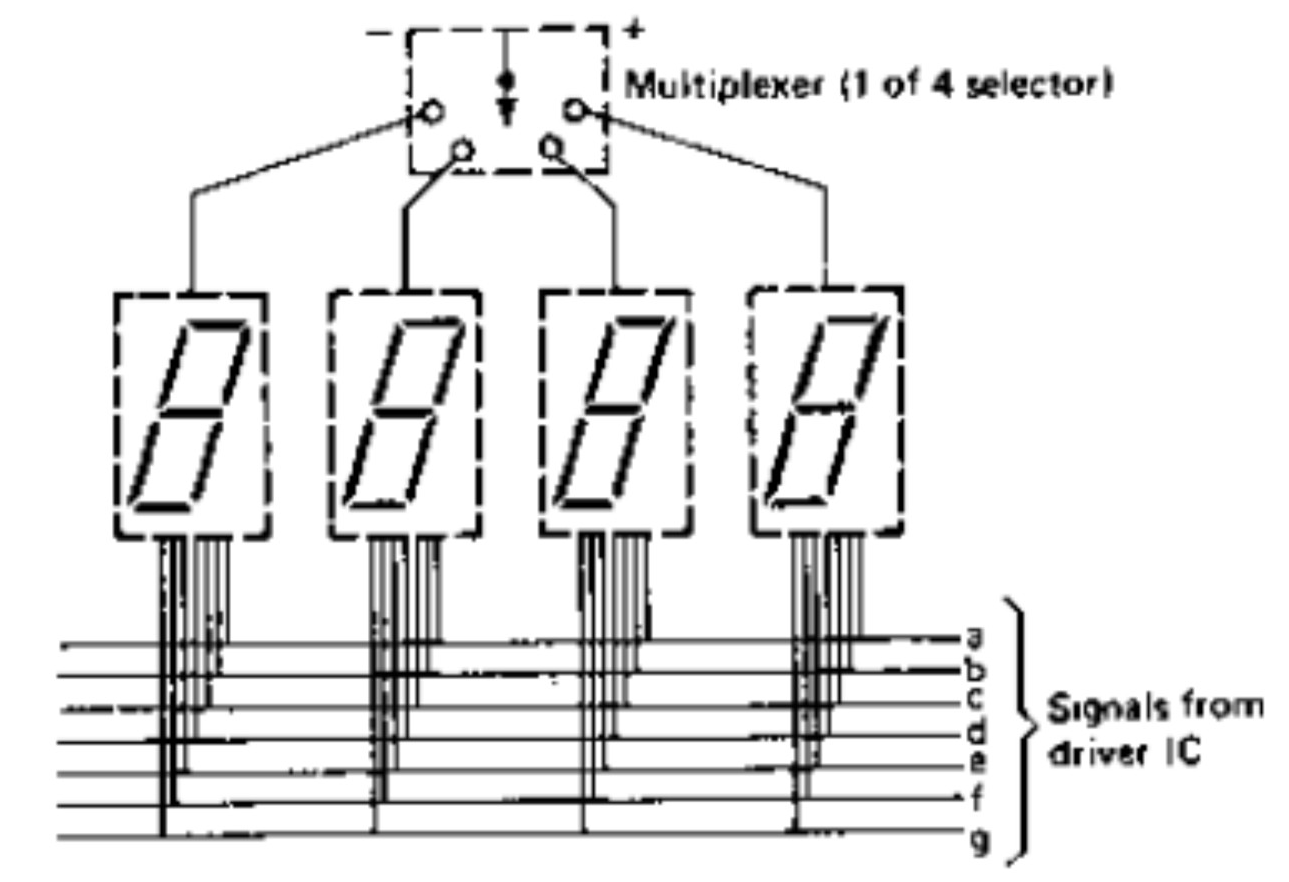 − +
Multiplexer (1 of 4 selector)
a
b
c
d
e
f
g
Signals from
driver IC